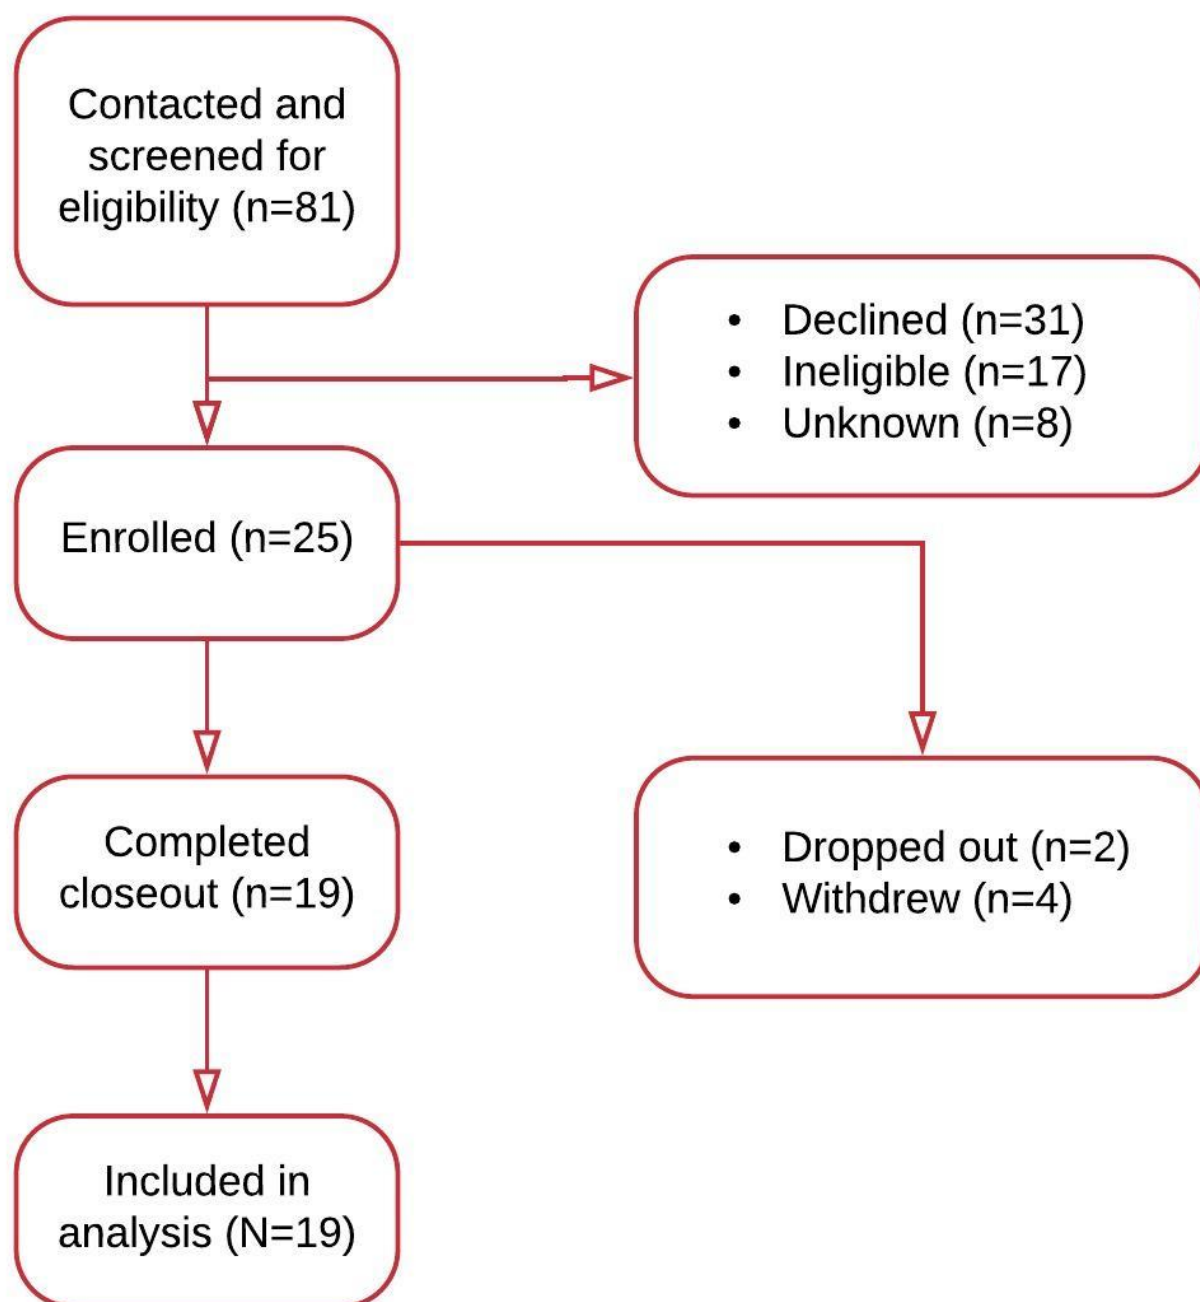 Contacted and
screened for
eligibility (n=81)
• Declined (n=31)
• Ineligible (n=17)
• Unknown (n=8)
Enrolled (n=25)
Completed
closeout (n=19)
• Dropped out (n=2)
• Withdrew (n=4)
Included in
analysis (N=19)